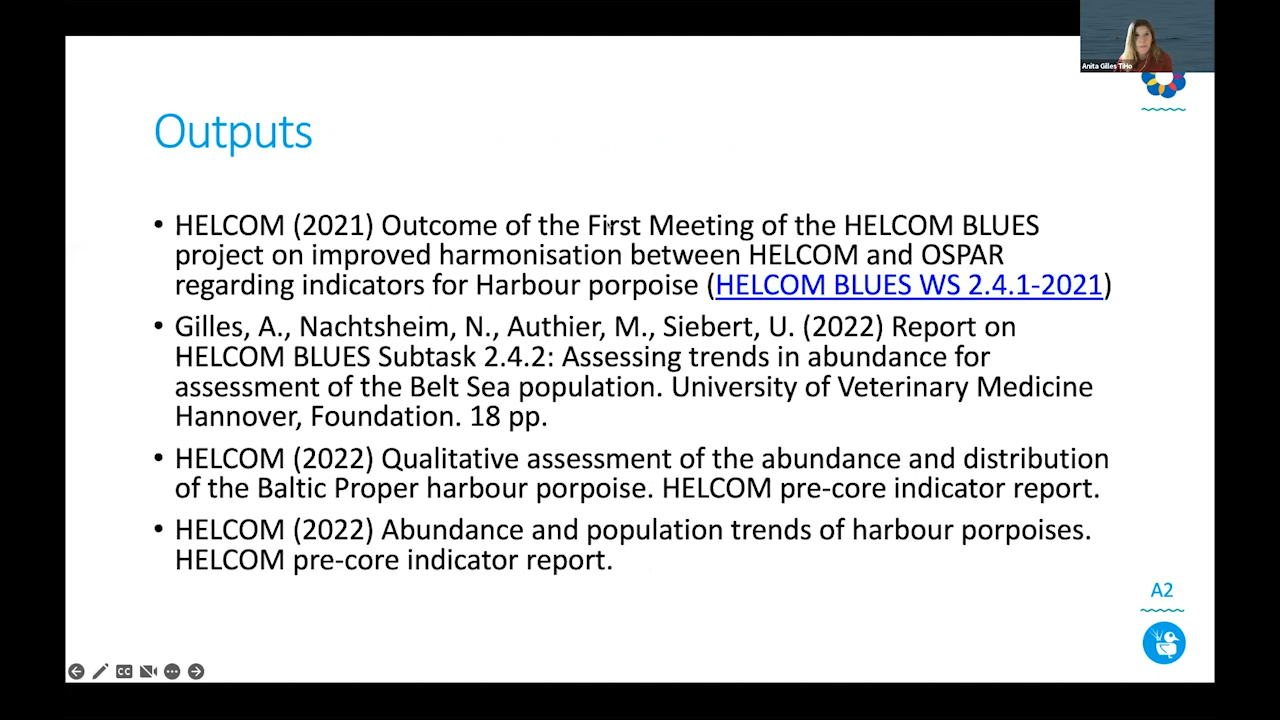 Anita Gilles TiHo
Outputs
• HELCOM (2021) Outcome of the First Meeting of the HELCOM BLUES
project on improved harmonisation between HELCOM and OSPAR
regarding indicators for Harbour porpoise (HELCOM BLUES WS 2.4.1-2021)
• Gilles, A., Nachtsheim, N., Authier, M., Siebert, U. (2022) Report on
HELCOM BLUES Subtask 2.4.2: Assessing trends in abundance for
assessment of the Belt Sea population. University of Veterinary Medicine
Hannover, Foundation. 18 pp.
• HELCOM (2022) Qualitative assessment of the abundance and distribution
of the Baltic Proper harbour porpoise. HELCOM pre-core indicator report.
• HELCOM (2022) Abundance and population trends of harbour porpoises.
HELCOM pre-core indicator report.
A2
CC